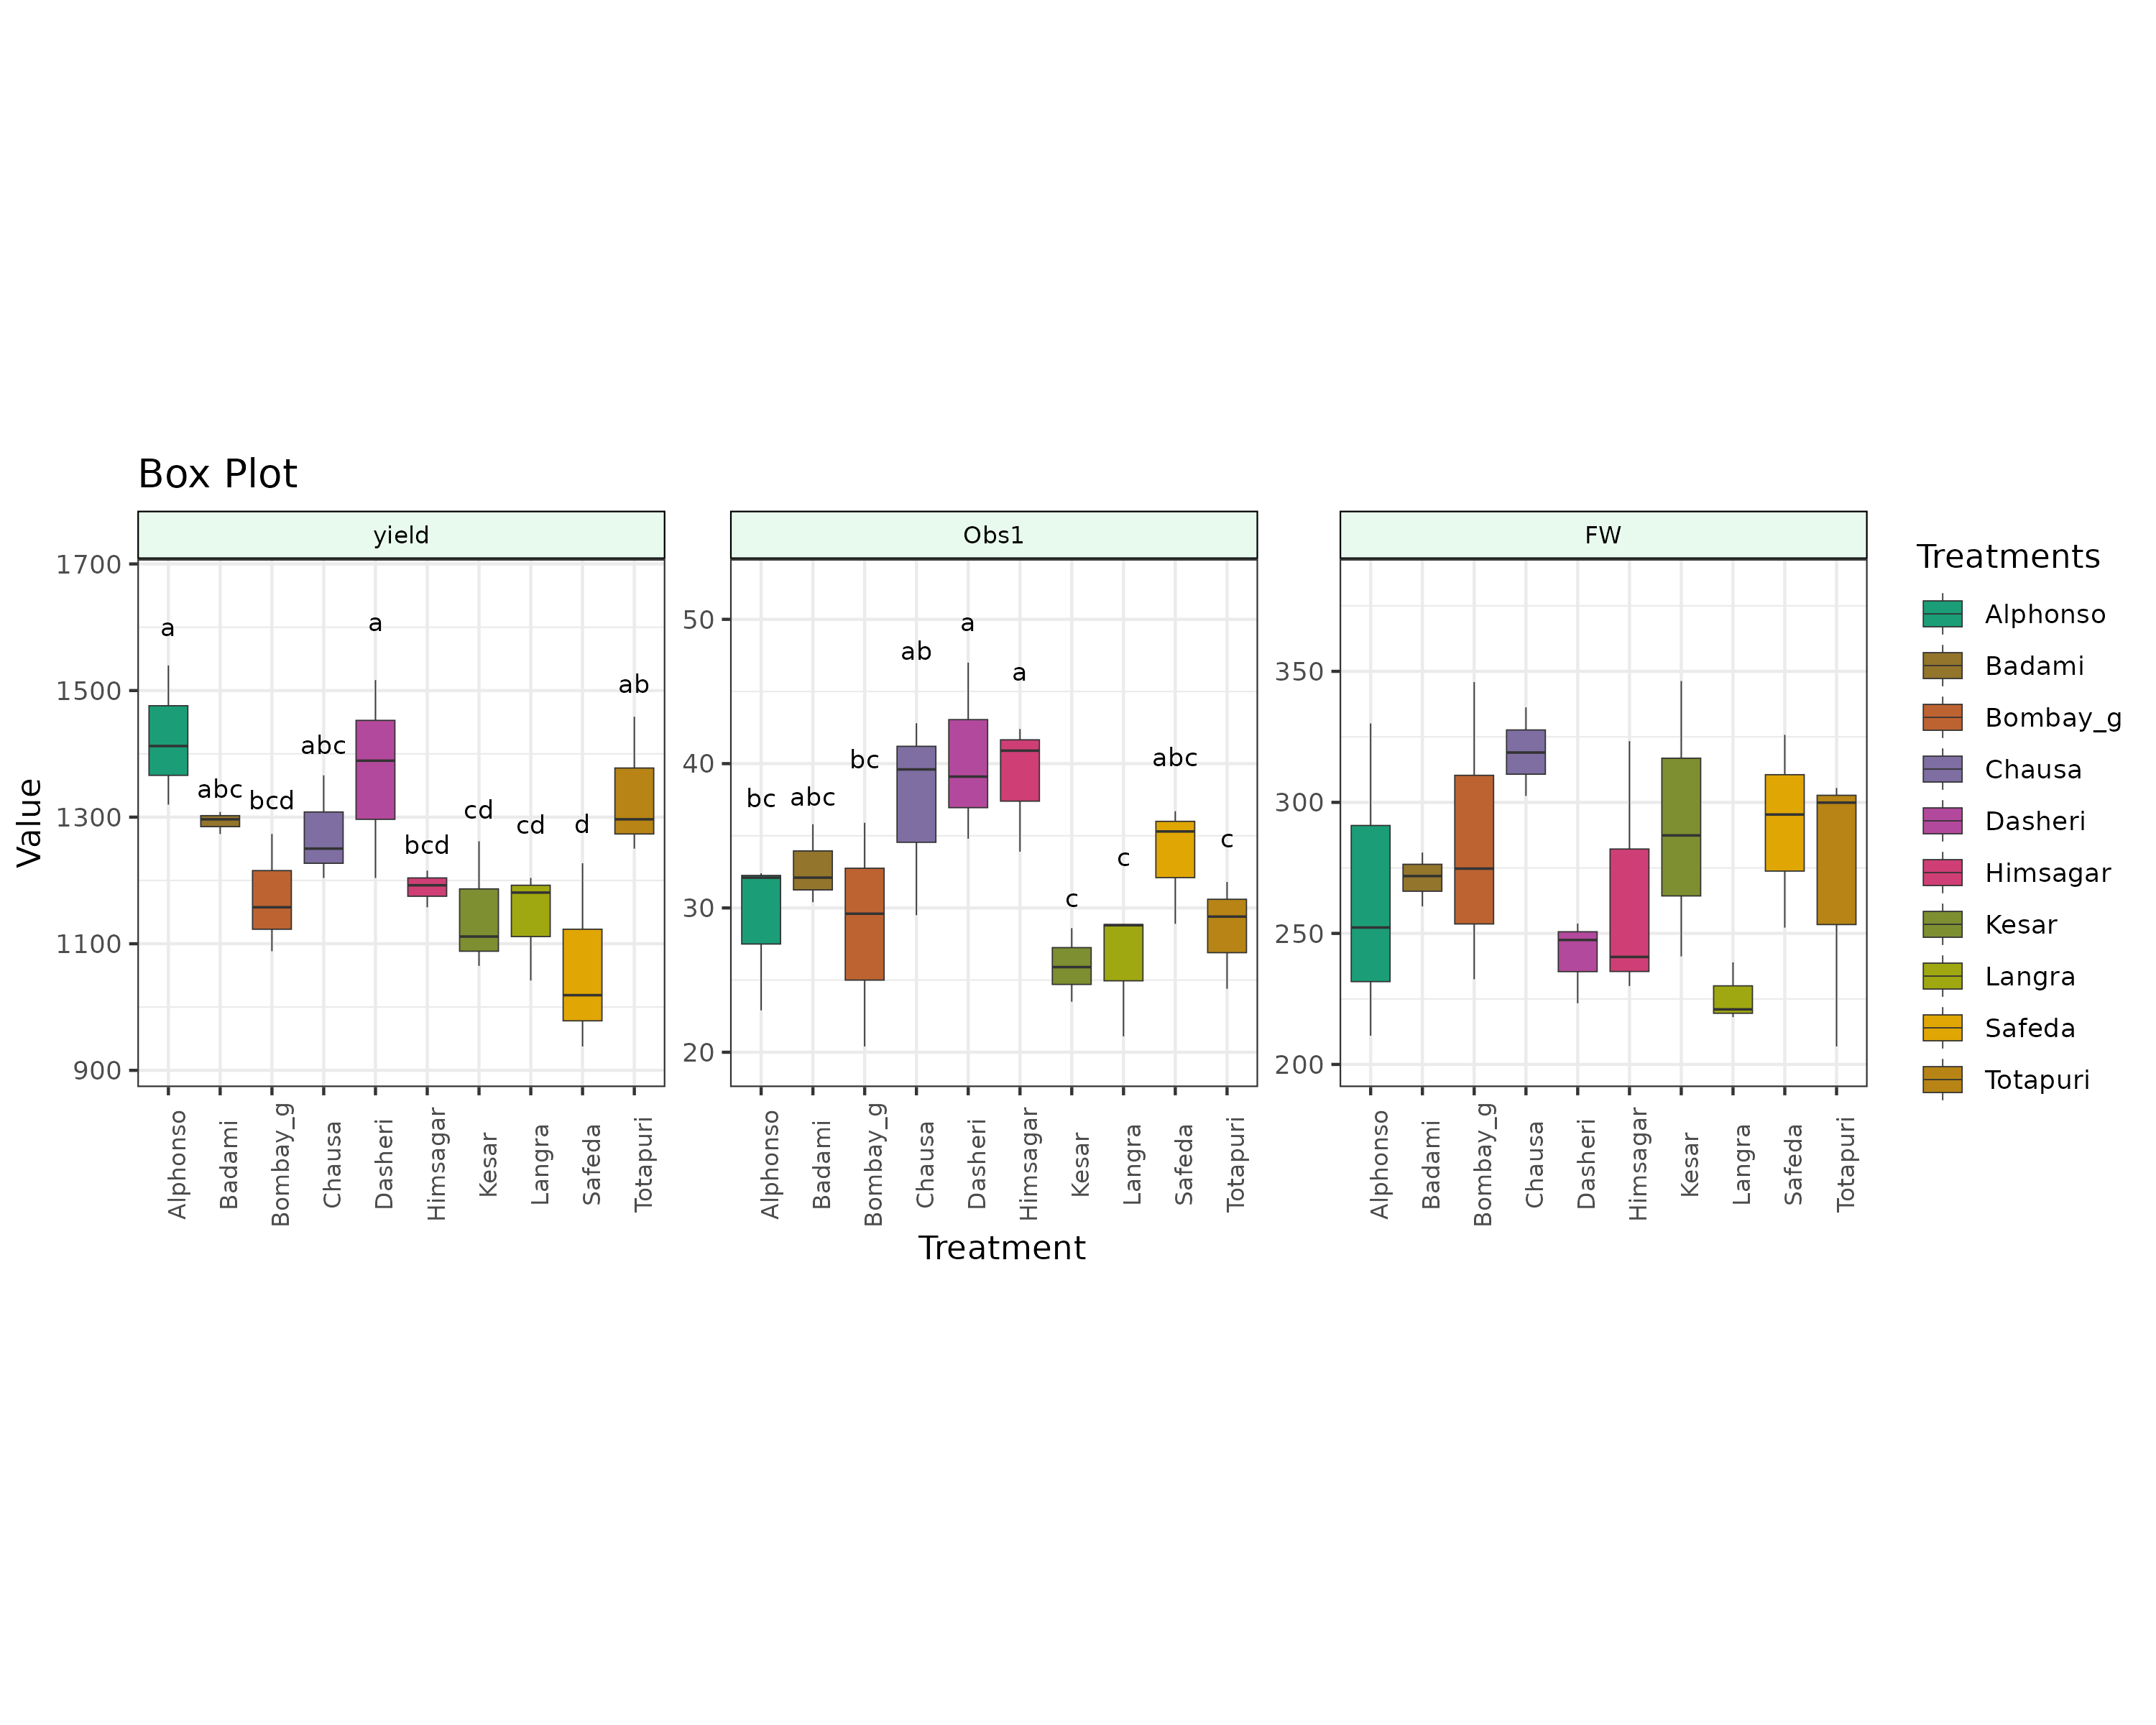 Box Plot
yield
Obs1
FW
Value
1700
1500
1300
1100
900
a
abc
bcd
abc
a
bcd
cd
cd
d
ab
50
40
30
20
bc
abc
bc
ab
a
a
c
c
abc
c
350
300
250
200
Alphonso
Badami
Bombay_g
Chausa
Dasheri
Himsagar
Kesar
Langra
Safeda
Totapuri
Alphonso
Badami
Bombay_g
Chausa
Dasheri
Himsagar
Kesar
Langra
Safeda
Totapuri
Alphonso
Badami
Bombay_g
Chausa
Dasheri
Himsagar
Kesar
Langra
Safeda
Totapuri
Treatment
Treatments
Alphonso
Badami
Bombay_g
Chausa
Dasheri
Himsagar
Kesar
Langra
Safeda
Totapuri